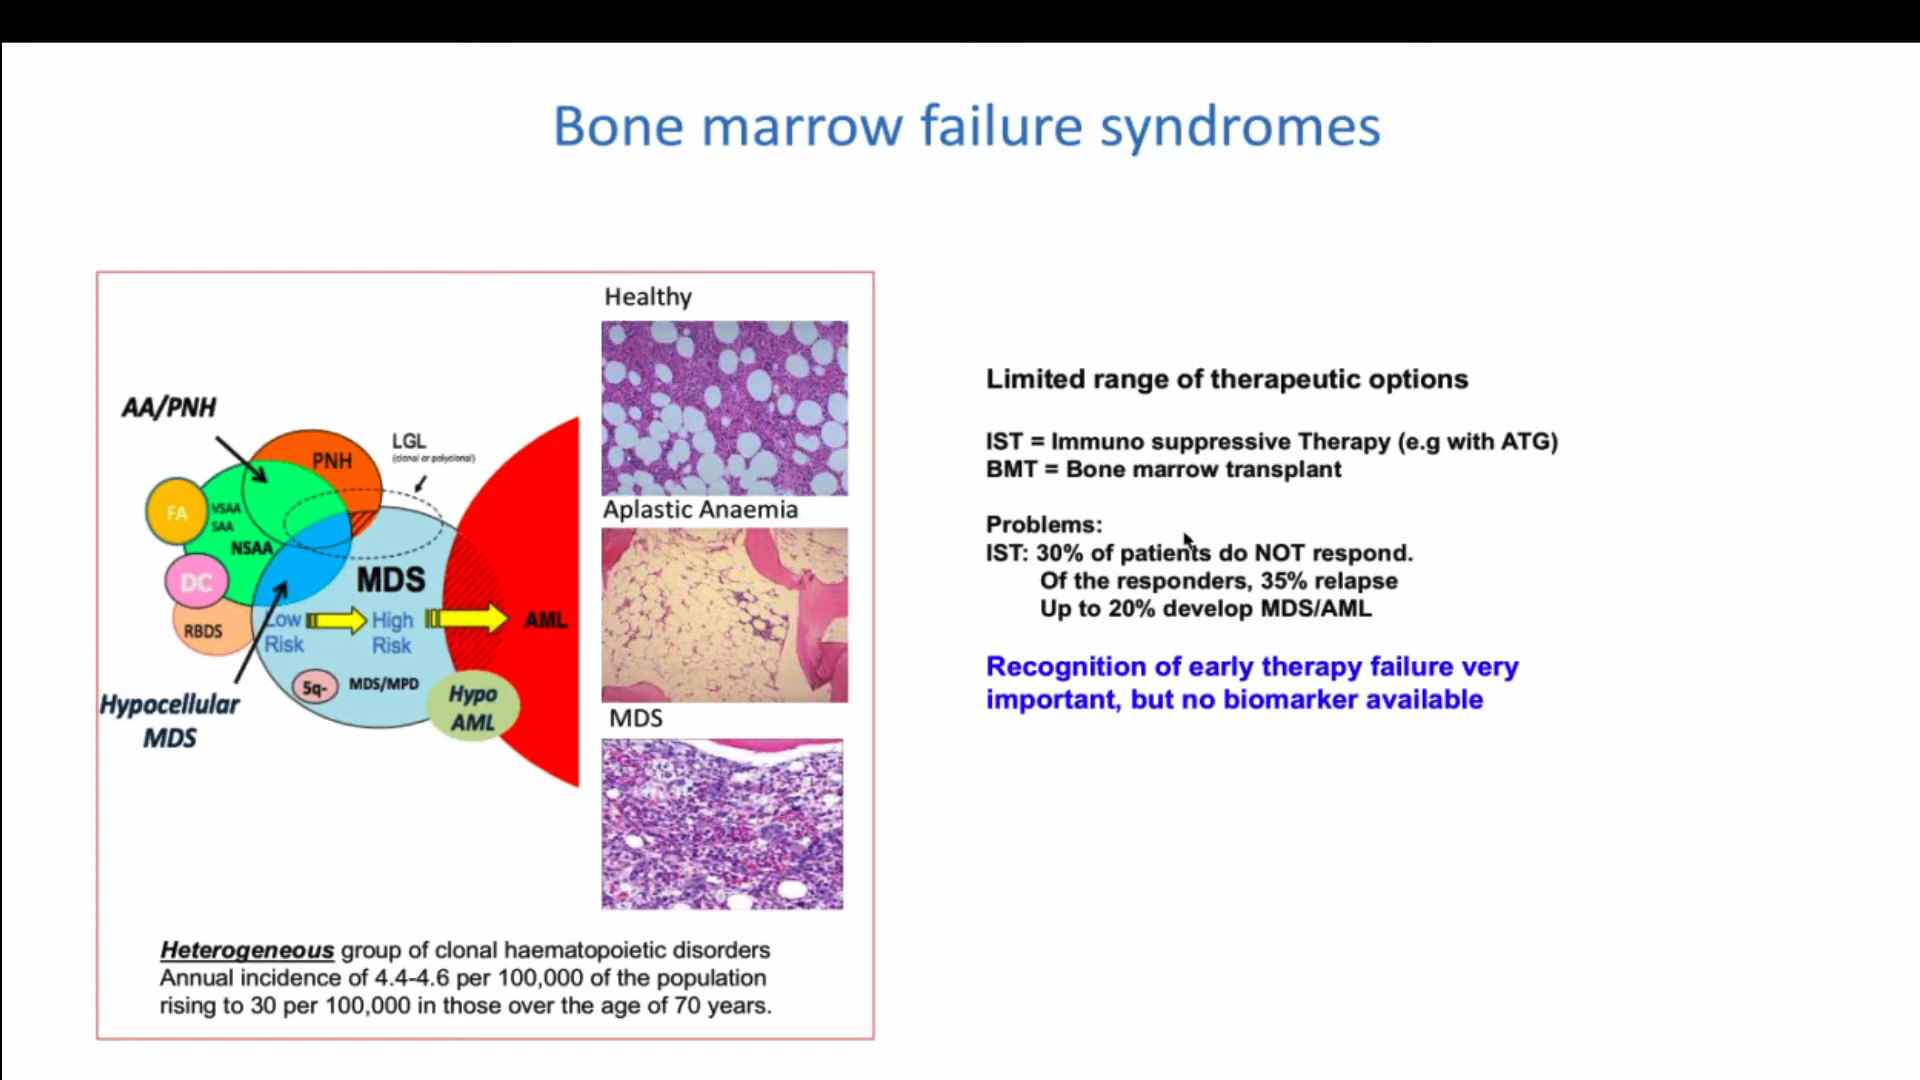 Bone marrow failure syndromes
Healthy
AA/PNH
LGL
(clonal or polyclonal)
PNH
FA
VSAA
SAA
NSAA
Aplastic Anaemia
DC
MDS
RBDS
Low
Risk
High
Risk
AML
5q-
MDS/MPD
Hypo
AML
Hypocellular
MDS
MDS
Heterogeneous group of clonal haematopoietic disorders
Annual incidence of 4.4-4.6 per 100,000 of the population
rising to 30 per 100,000 in those over the age of 70 years.
Limited range of therapeutic options
IST = Immuno suppressive Therapy (e.g with ATG)
BMT = Bone marrow transplant
Problems:
IST: 30% of patients do NOT respond.
Of the responders, 35% relapse
Up to 20% develop MDS/AML
Recognition of early therapy failure very
important, but no biomarker available